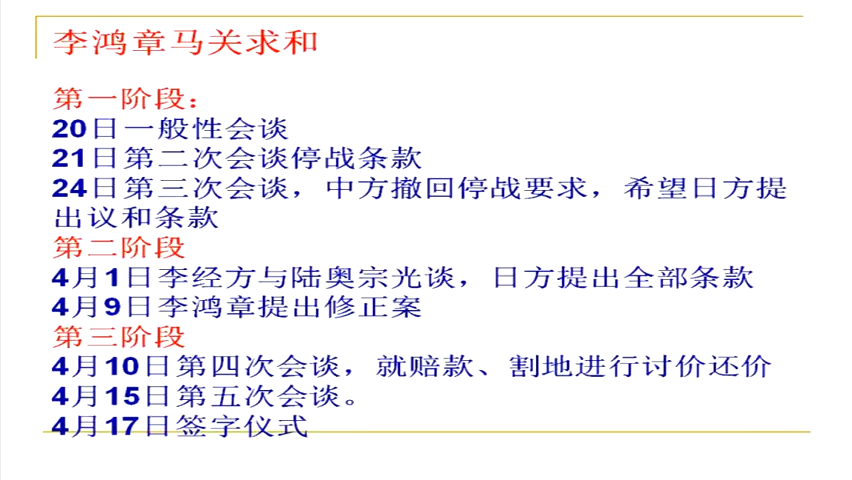 李鸿章马关求和
第一阶段：
20日一般性会谈
21日第二次会谈停战条款
24日第三次会谈，中方撤回停战要求，希望日方提
出议和条款
第二阶段
4月1日李经方与陆奥宗光谈，日方提出全部条款
4月9日李鸿章提出修正案
第三阶段
4月10日第四次会谈，就赔款、割地进行讨价还价
4月15日第五次会谈。
4月17日签字仪式